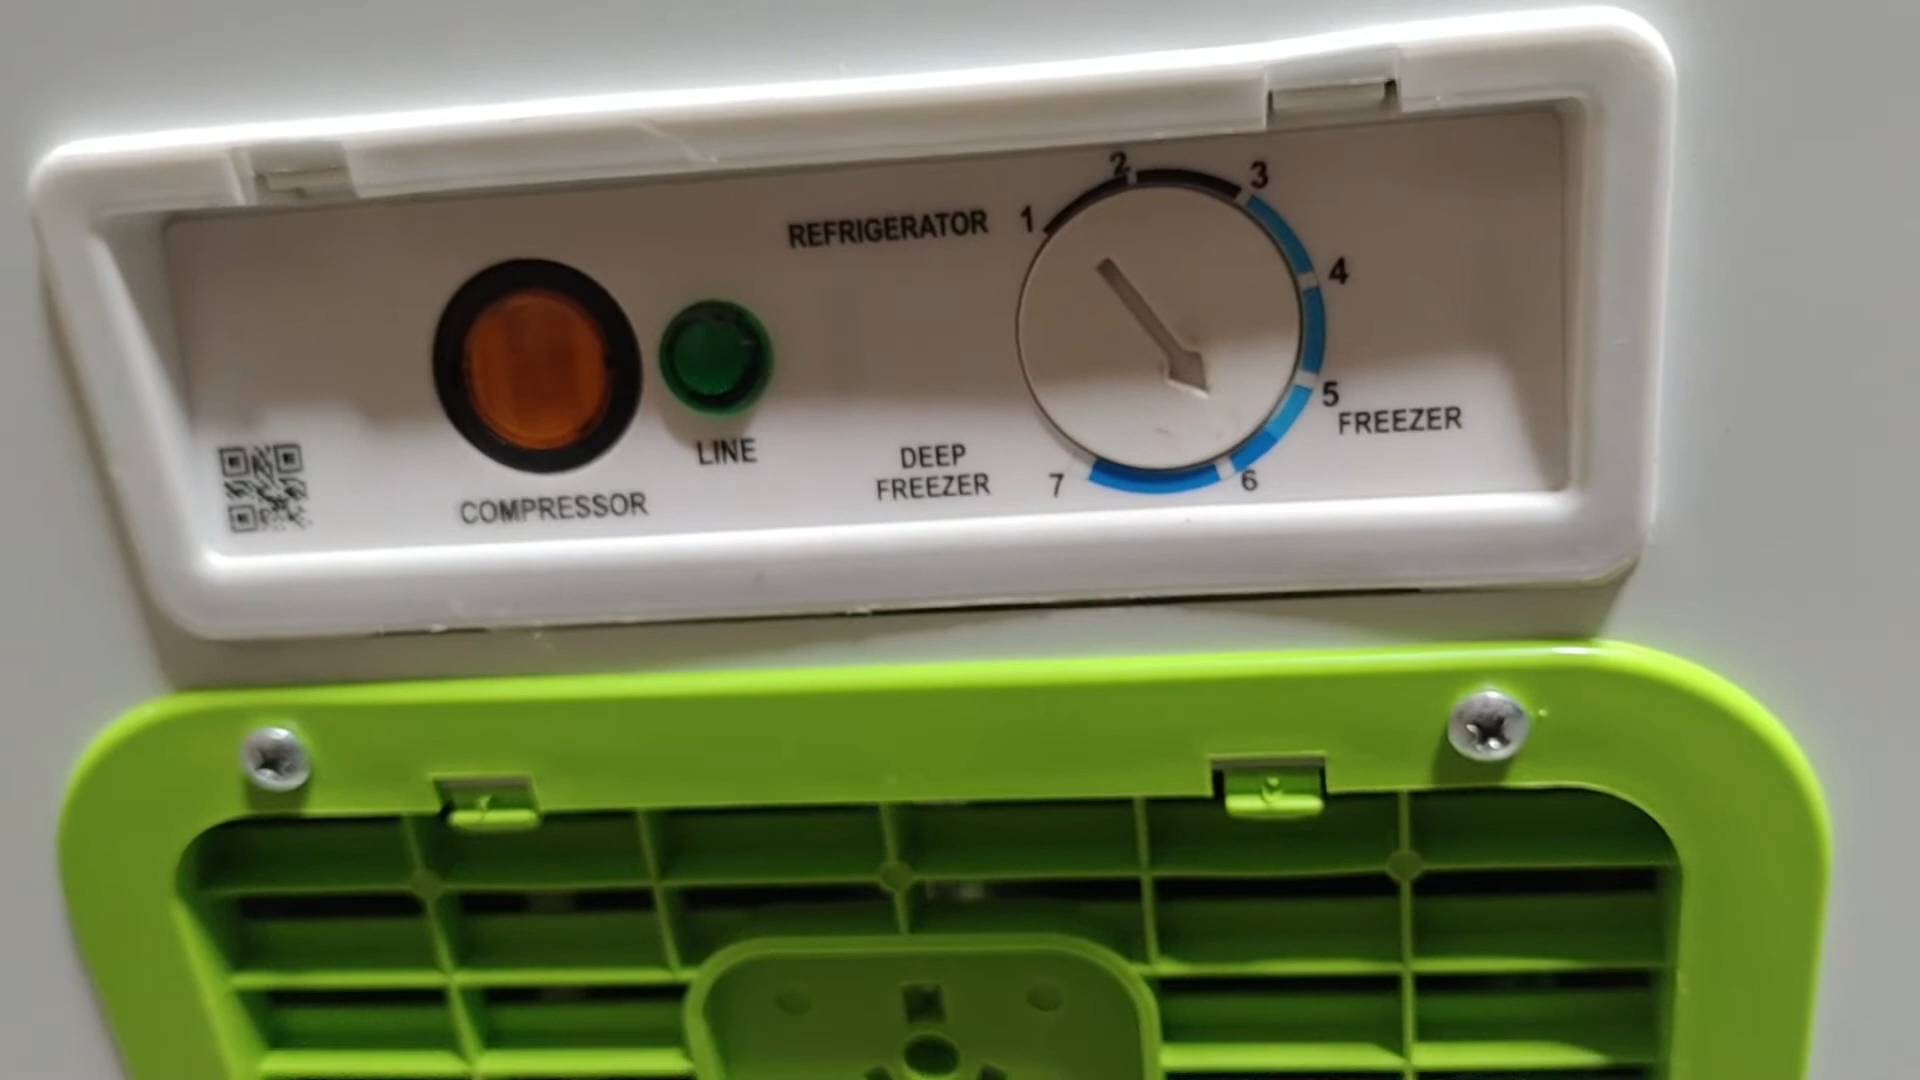 REFRIGERATOR
1
2
3
4
5
FREEZER
6
7
DEEP
FREEZER
LINE
COMPRESSOR